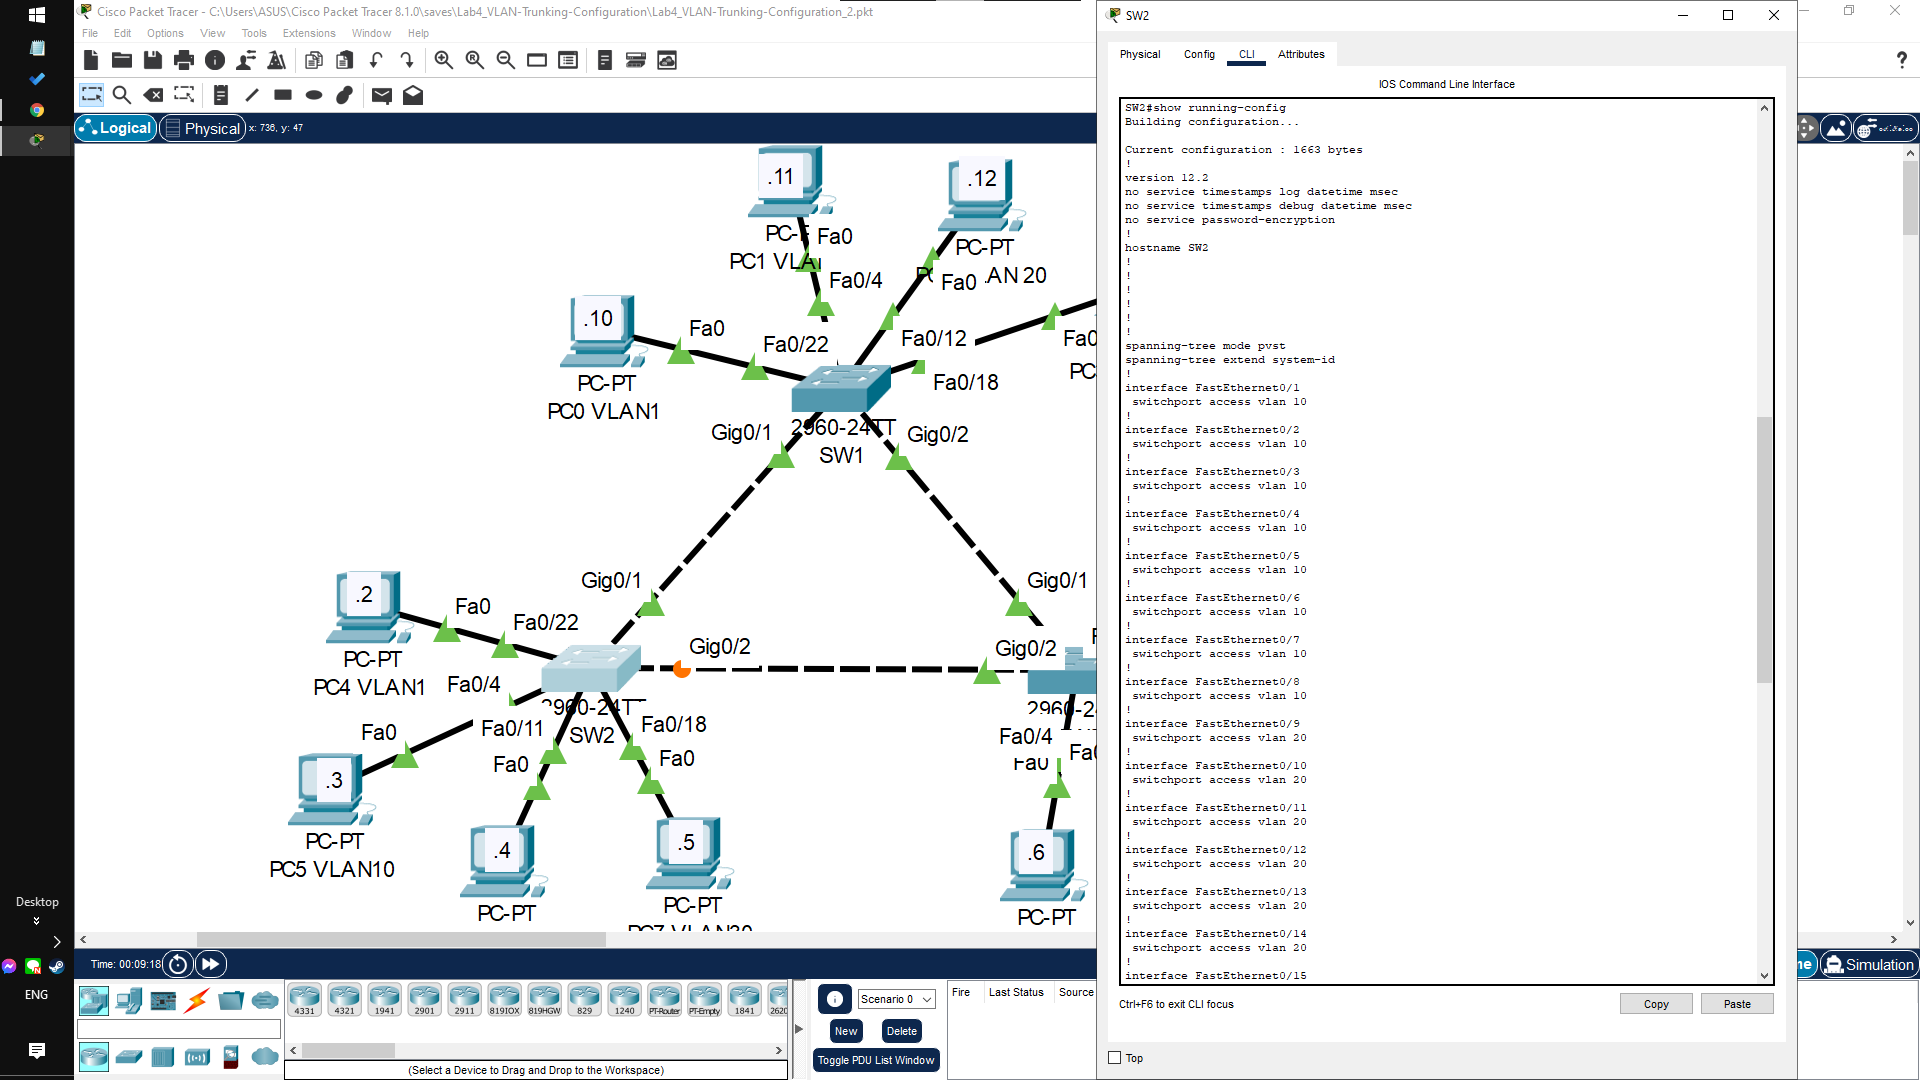 Cisco Packet Tracer - C:\Users\ASUS\Cisco Packet Tracer 8.1.0\saves\Lab4_VLAN-Trunking-Configuration\Lab4_VLAN-Trunking-Configuration_2.pkt
File Edit Options View Tools Extensions Window Help
Logical
Physical
x: 736, y: 47
.11
PC-
Fa0
PC1 VLA
Fa0/4
.12
PC-PT
AN 20
Fa0
.10
Fa0
Fa0/22
PC-PT
PC0 VLAN1
Fa0/12
Fa0/18
Fa0
PC
2960-24TT
SW1
Gig0/1
Gig0/2
Gig0/1
Gig0/1
.2
Fa0
Fa0/22
PC-PT
PC4 VLAN1
Gig0/2
Gig0/2
Fa0/4
2960-24TT
SW2
Fa0/11
Fa0/18
Fa0
Fa0
Fa0
.3
PC-PT
PC5 VLAN10
.4
PC-PT
.5
PC-PT
PC7 VLAN30
2960-2
Fa0/4
Fa0
Fa0
.6
PC-PT
Desktop
ENG
Time: 00:09:18
4331
4321
1941
2901
2911
819IOX
819HGW
829
1240
PT-Router
PT-Empty
1841
262
(Select a Device to Drag and Drop to the Workspace)
Scenario 0
New
Delete
Toggle PDU List Window
Fire
Last Status
Source
me
Simulation
SW2
Physical
Config
CLI
Attributes
IOS Command Line Interface
SW2#show running-config
Building configuration...
Current configuration : 1663 bytes
!
version 12.2
no service timestamps log datetime msec
no service timestamps debug datetime msec
no service password-encryption
!
hostname SW2
!
!
!
!
!
!
spanning-tree mode pvst
spanning-tree extend system-id
!
interface FastEthernet0/1
switchport access vlan 10
!
interface FastEthernet0/2
switchport access vlan 10
!
interface FastEthernet0/3
switchport access vlan 10
!
interface FastEthernet0/4
switchport access vlan 10
!
interface FastEthernet0/5
switchport access vlan 10
!
interface FastEthernet0/6
switchport access vlan 10
!
interface FastEthernet0/7
switchport access vlan 10
!
interface FastEthernet0/8
switchport access vlan 10
!
interface FastEthernet0/9
switchport access vlan 20
!
interface FastEthernet0/10
switchport access vlan 20
!
interface FastEthernet0/11
switchport access vlan 20
!
interface FastEthernet0/12
switchport access vlan 20
!
interface FastEthernet0/13
switchport access vlan 20
!
interface FastEthernet0/14
switchport access vlan 20
!
interface FastEthernet0/15
Ctrl+F6 to exit CLI focus
Copy
Paste
Top